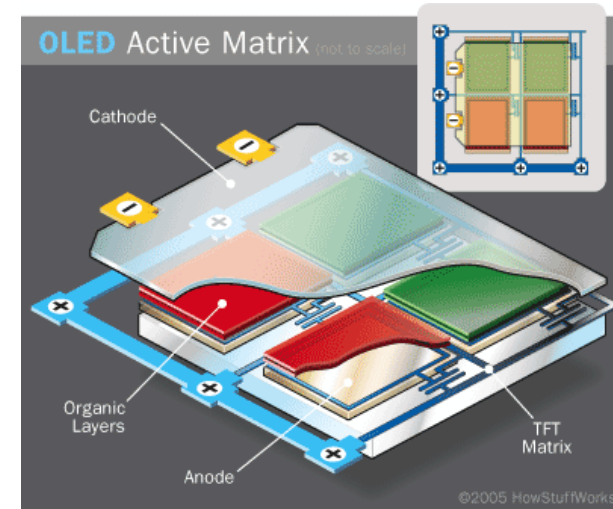 OLED Active Matrix (not to scale)
Cathode
Organic
Layers
Anode
TFT
Matrix
©2005 HowStuffWorks